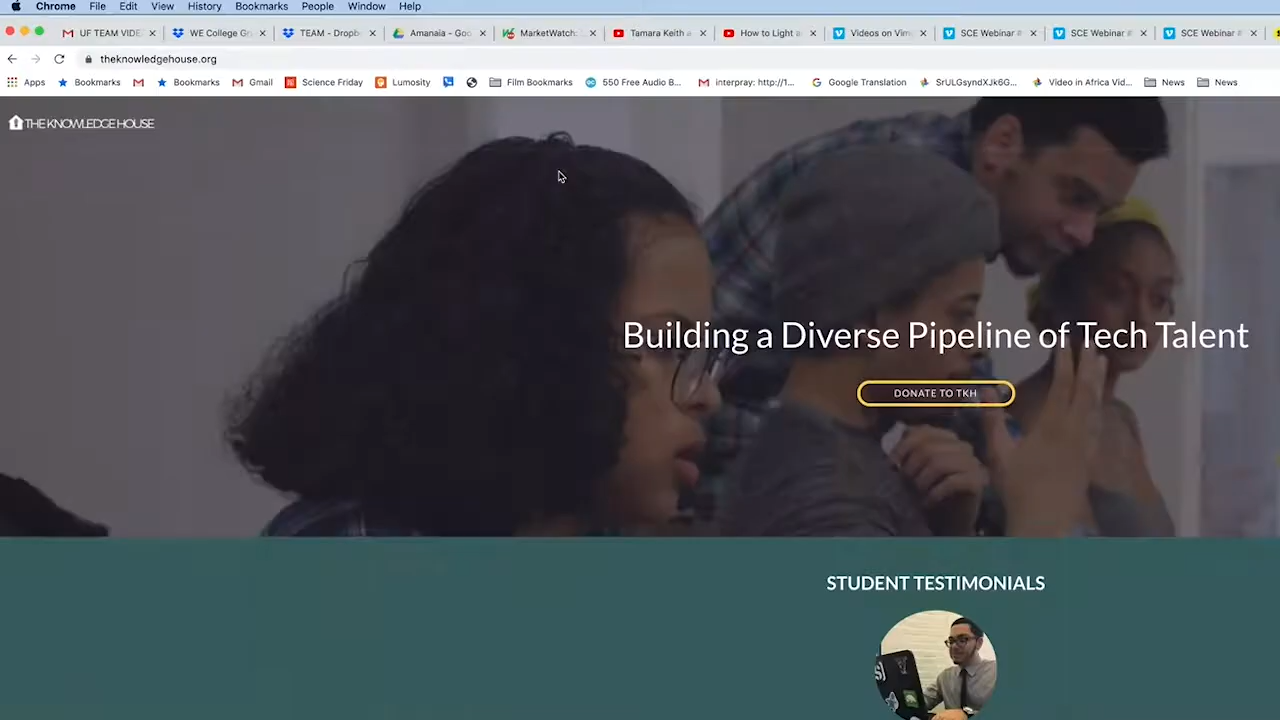 Chrome File Edit View History Bookmarks People Window Help
UF TEAM VIDE WE College Gr TEAM - Dropb Amanaia - Goo MarketWatch: Tamara Keith a How to Light a Videos on Vim SCE Webinar SCE Webinar SCE Webinar
theknowledgehouse.org
Apps Bookmarks Bookmarks Gmail Science Friday Lumosity Film Bookmarks 550 Free Audio B... interpray: http://1... Google Translation SrULGsyndXJk6G... Video in Africa Vid... News News
THE KNOWLEDGE HOUSE
Building a Diverse Pipeline of Tech Talent
DONATE TO TKH
STUDENT TESTIMONIALS